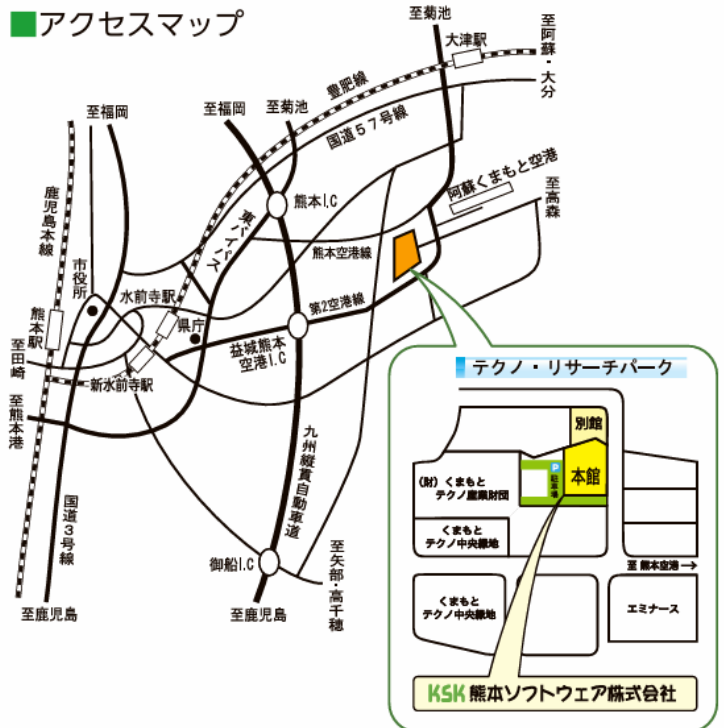 ■アクセスマップ
至菊池
大津駅
至阿蘇・大分
豊肥線
国道57号線
至福岡
至福岡
至菊池
熊本I.C
阿蘇くまもと空港
至高森
鹿児島本線
東バイパス
熊本空港線
市役所
水前寺駅
第2空港線
県庁
熊本駅
益城熊本
空港I.C
至田崎
新水前寺駅
至熊本港
九州縦貫自動車道
国道3号線
御船I.C
至矢部・高千穂
至鹿児島
至鹿児島
テクノ・リサーチパーク
別館
本館
P
駐車場
(財)くまもと
テクノ産業財団
くまもと
テクノ中央緑地
至 熊本空港→
くまもと
テクノ中央緑地
エミナース
KSK 熊本ソフトウェア株式会社